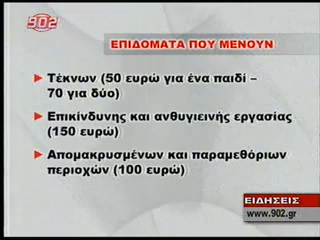 902
ΕΠΙΔΟΜΑΤΑ ΠΟΥ ΜΕΝΟΥΝ
Τέκνων (50 ευρώ για ένα παιδί –
70 για δύο)
Επικίνδυνης και ανθυγιεινής εργασίας
(150 ευρώ)
Απομακρυσμένων και παραμεθόριων
περιοχών (100 ευρώ)
ΕΙΔΗΣΕΙΣ
www.902.gr